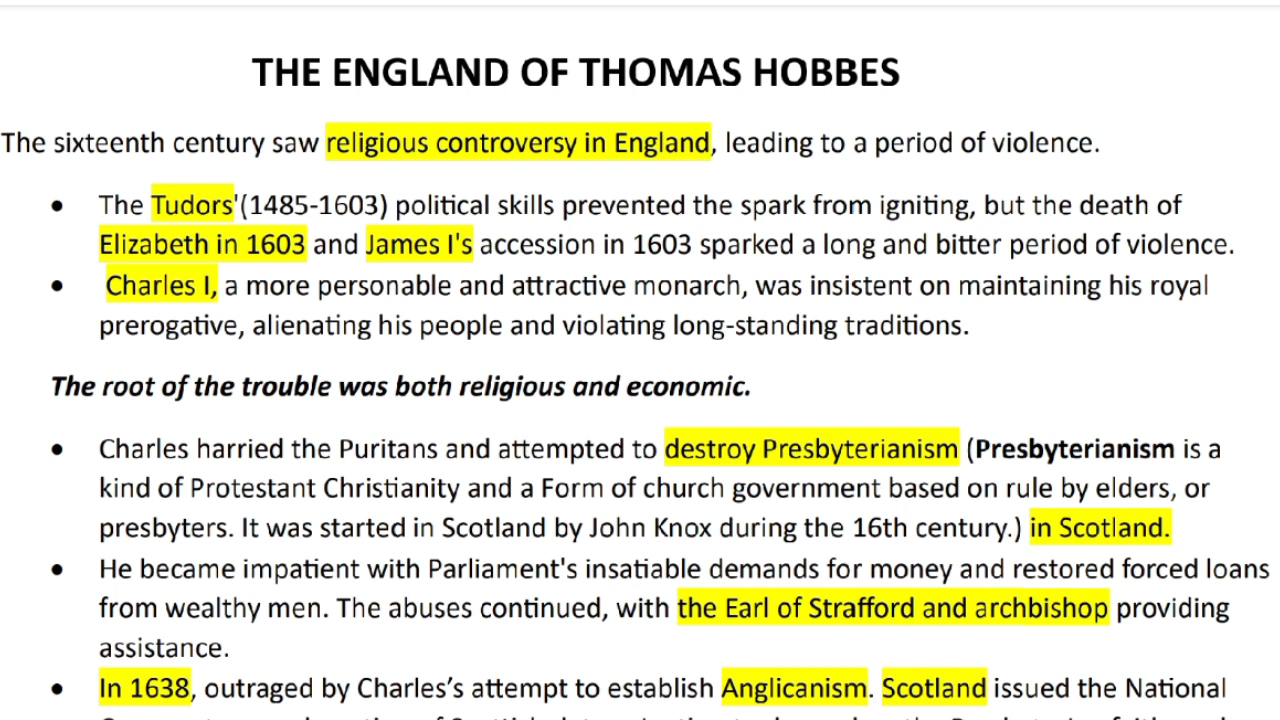 THE ENGLAND OF THOMAS HOBBES
The sixteenth century saw religious controversy in England, leading to a period of violence.
• The Tudors'(1485-1603) political skills prevented the spark from igniting, but the death of
Elizabeth in 1603 and James I's accession in 1603 sparked a long and bitter period of violence.
• Charles I, a more personable and attractive monarch, was insistent on maintaining his royal
prerogative, alienating his people and violating long-standing traditions.
The root of the trouble was both religious and economic.
• Charles harried the Puritans and attempted to destroy Presbyterianism (Presbyterianism is a
kind of Protestant Christianity and a Form of church government based on rule by elders, or
presbyters. It was started in Scotland by John Knox during the 16th century.) in Scotland.
• He became impatient with Parliament's insatiable demands for money and restored forced loans
from wealthy men. The abuses continued, with the Earl of Strafford and archbishop providing
assistance.
• In 1638, outraged by Charles’s attempt to establish Anglicanism. Scotland issued the National